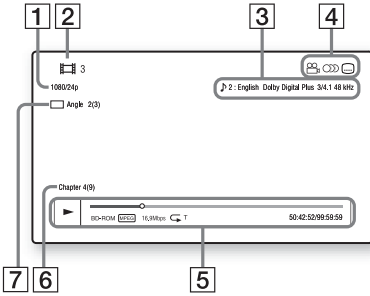 1 2 3 4
3
1080/24p
♪ 2 : English Dolby Digital Plus 3/4.1 48 kHz
Angle 2(3)
Chapter 4(9)
BD-ROM MPEG 16,9Mbps T 50:42:52/99:59:59
7 6 5